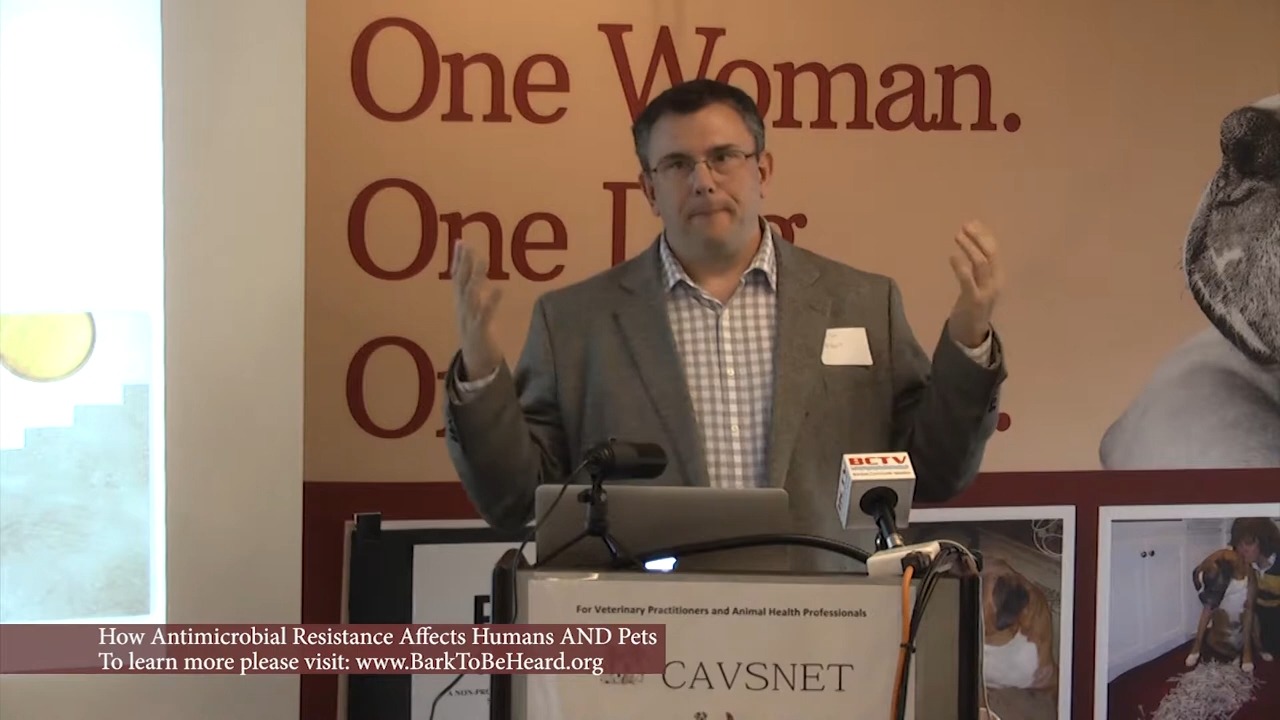 One Woman.
One
BCTV
For Veterinary Practitioners and Animal Health Professionals
How Antimicrobial Resistance Affects Humans AND Pets
To learn more please visit: www.BarkToBeHeard.org
CAVSNET